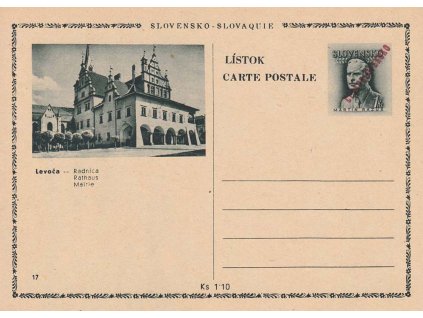 SLOVENSKO-SLOVAQUIE
LÍSTOK
CARTE POSTALE
SLOVENSKO
Levoča -- Radnica
Rathaus
Mairie
17
Ks 1·10